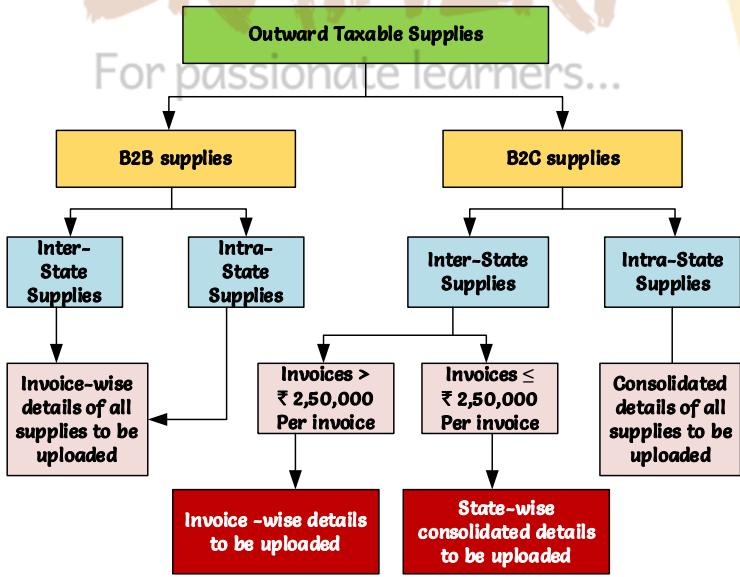 Outward Taxable Supplies
For passionate learners...
B2B supplies
B2C supplies
Inter-
State
Supplies
Intra-
State
Supplies
Inter-State
Supplies
Intra-State
Supplies
Invoice-wise
details of all
supplies to be
uploaded
Invoices >
₹ 2,50,000
Per invoice
Invoices ≤
₹ 2,50,000
Per invoice
Consolidated
details of all
supplies to be
uploaded
Invoice -wise details
to be uploaded
State-wise
consolidated details
to be uploaded